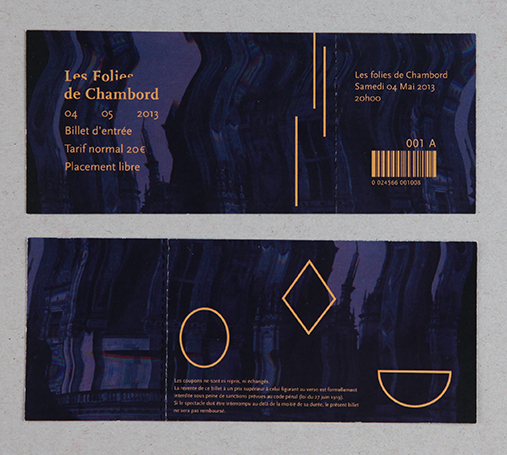 Les Folies
de Chambord
04 05 2013
Billet d'entrée
Tarif normal 20€
Placement libre
Les folies de Chambord
Samedi 04 Mai 2013
20h00
001 A
0 024566 001008
Les coupons ne sont ni repris, ni échangés.
La revente de ce billet à un prix supérieur à celui figurant au verso est formellement
interdite sous peine de sanctions prévues au code pénal (loi du 27 juin 1919).
Si le spectacle doit être interrompu au delà de la moitié de sa durée, le présent billet
ne sera pas remboursé.